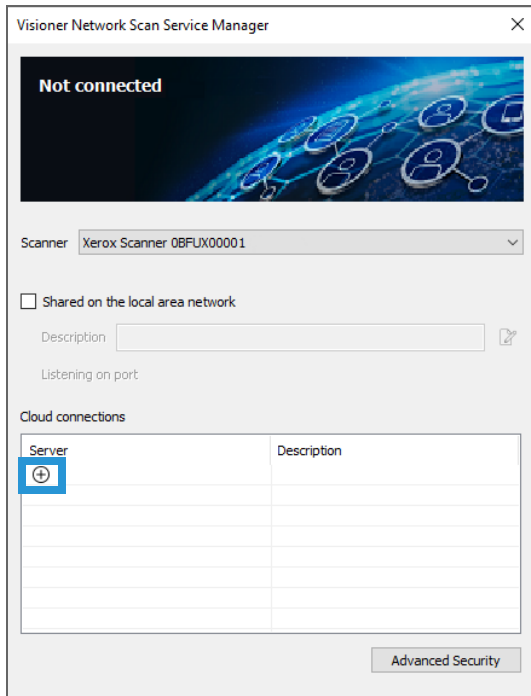 Visioner Network Scan Service Manager
Not connected
Scanner Xerox Scanner 0BFUX00001
Shared on the local area network
Description
Listening on port
Cloud connections
Server Description
Advanced Security